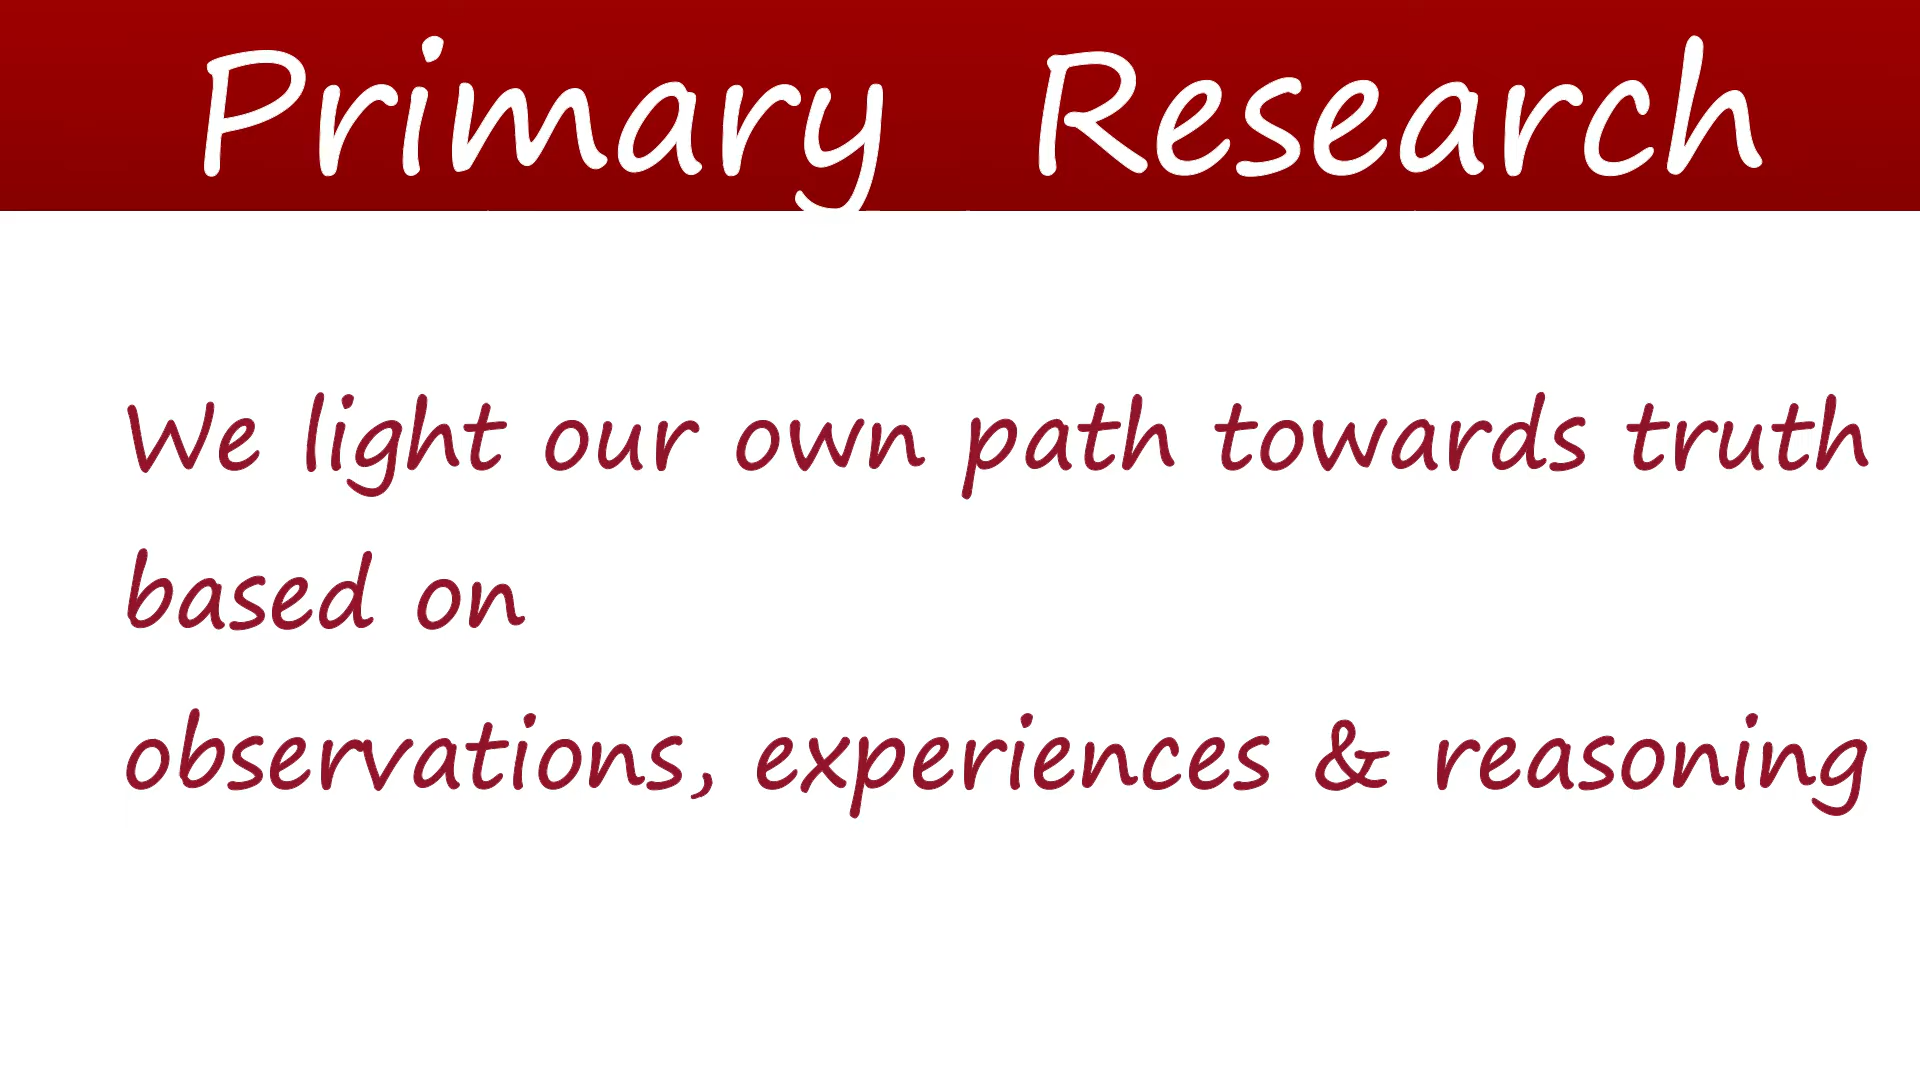 Primary Research
We light our own path towards truth
based on
observations, experiences & reasoning